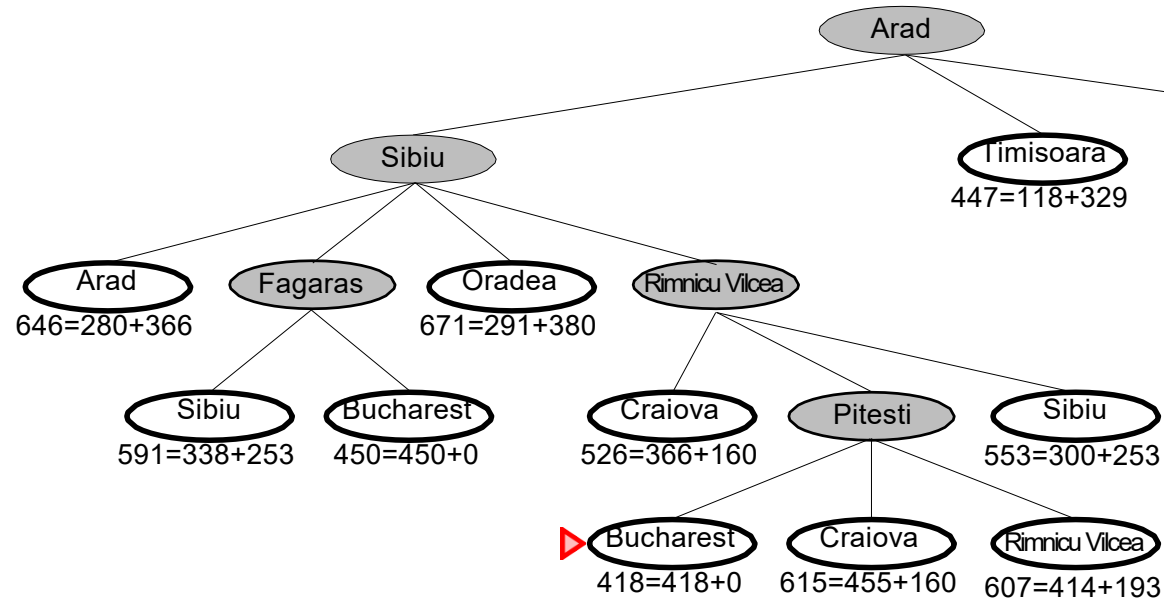 Arad
Sibiu
Timisoara
447=118+329
Arad
Fagaras
Oradea
Rimnicu Vilcea
646=280+366
671=291+380
Sibiu
Bucharest
Craiova
Pitesti
Sibiu
591=338+253
450=450+0
526=366+160
553=300+253
Bucharest
Craiova
Rimnicu Vilcea
418=418+0
615=455+160
607=414+193